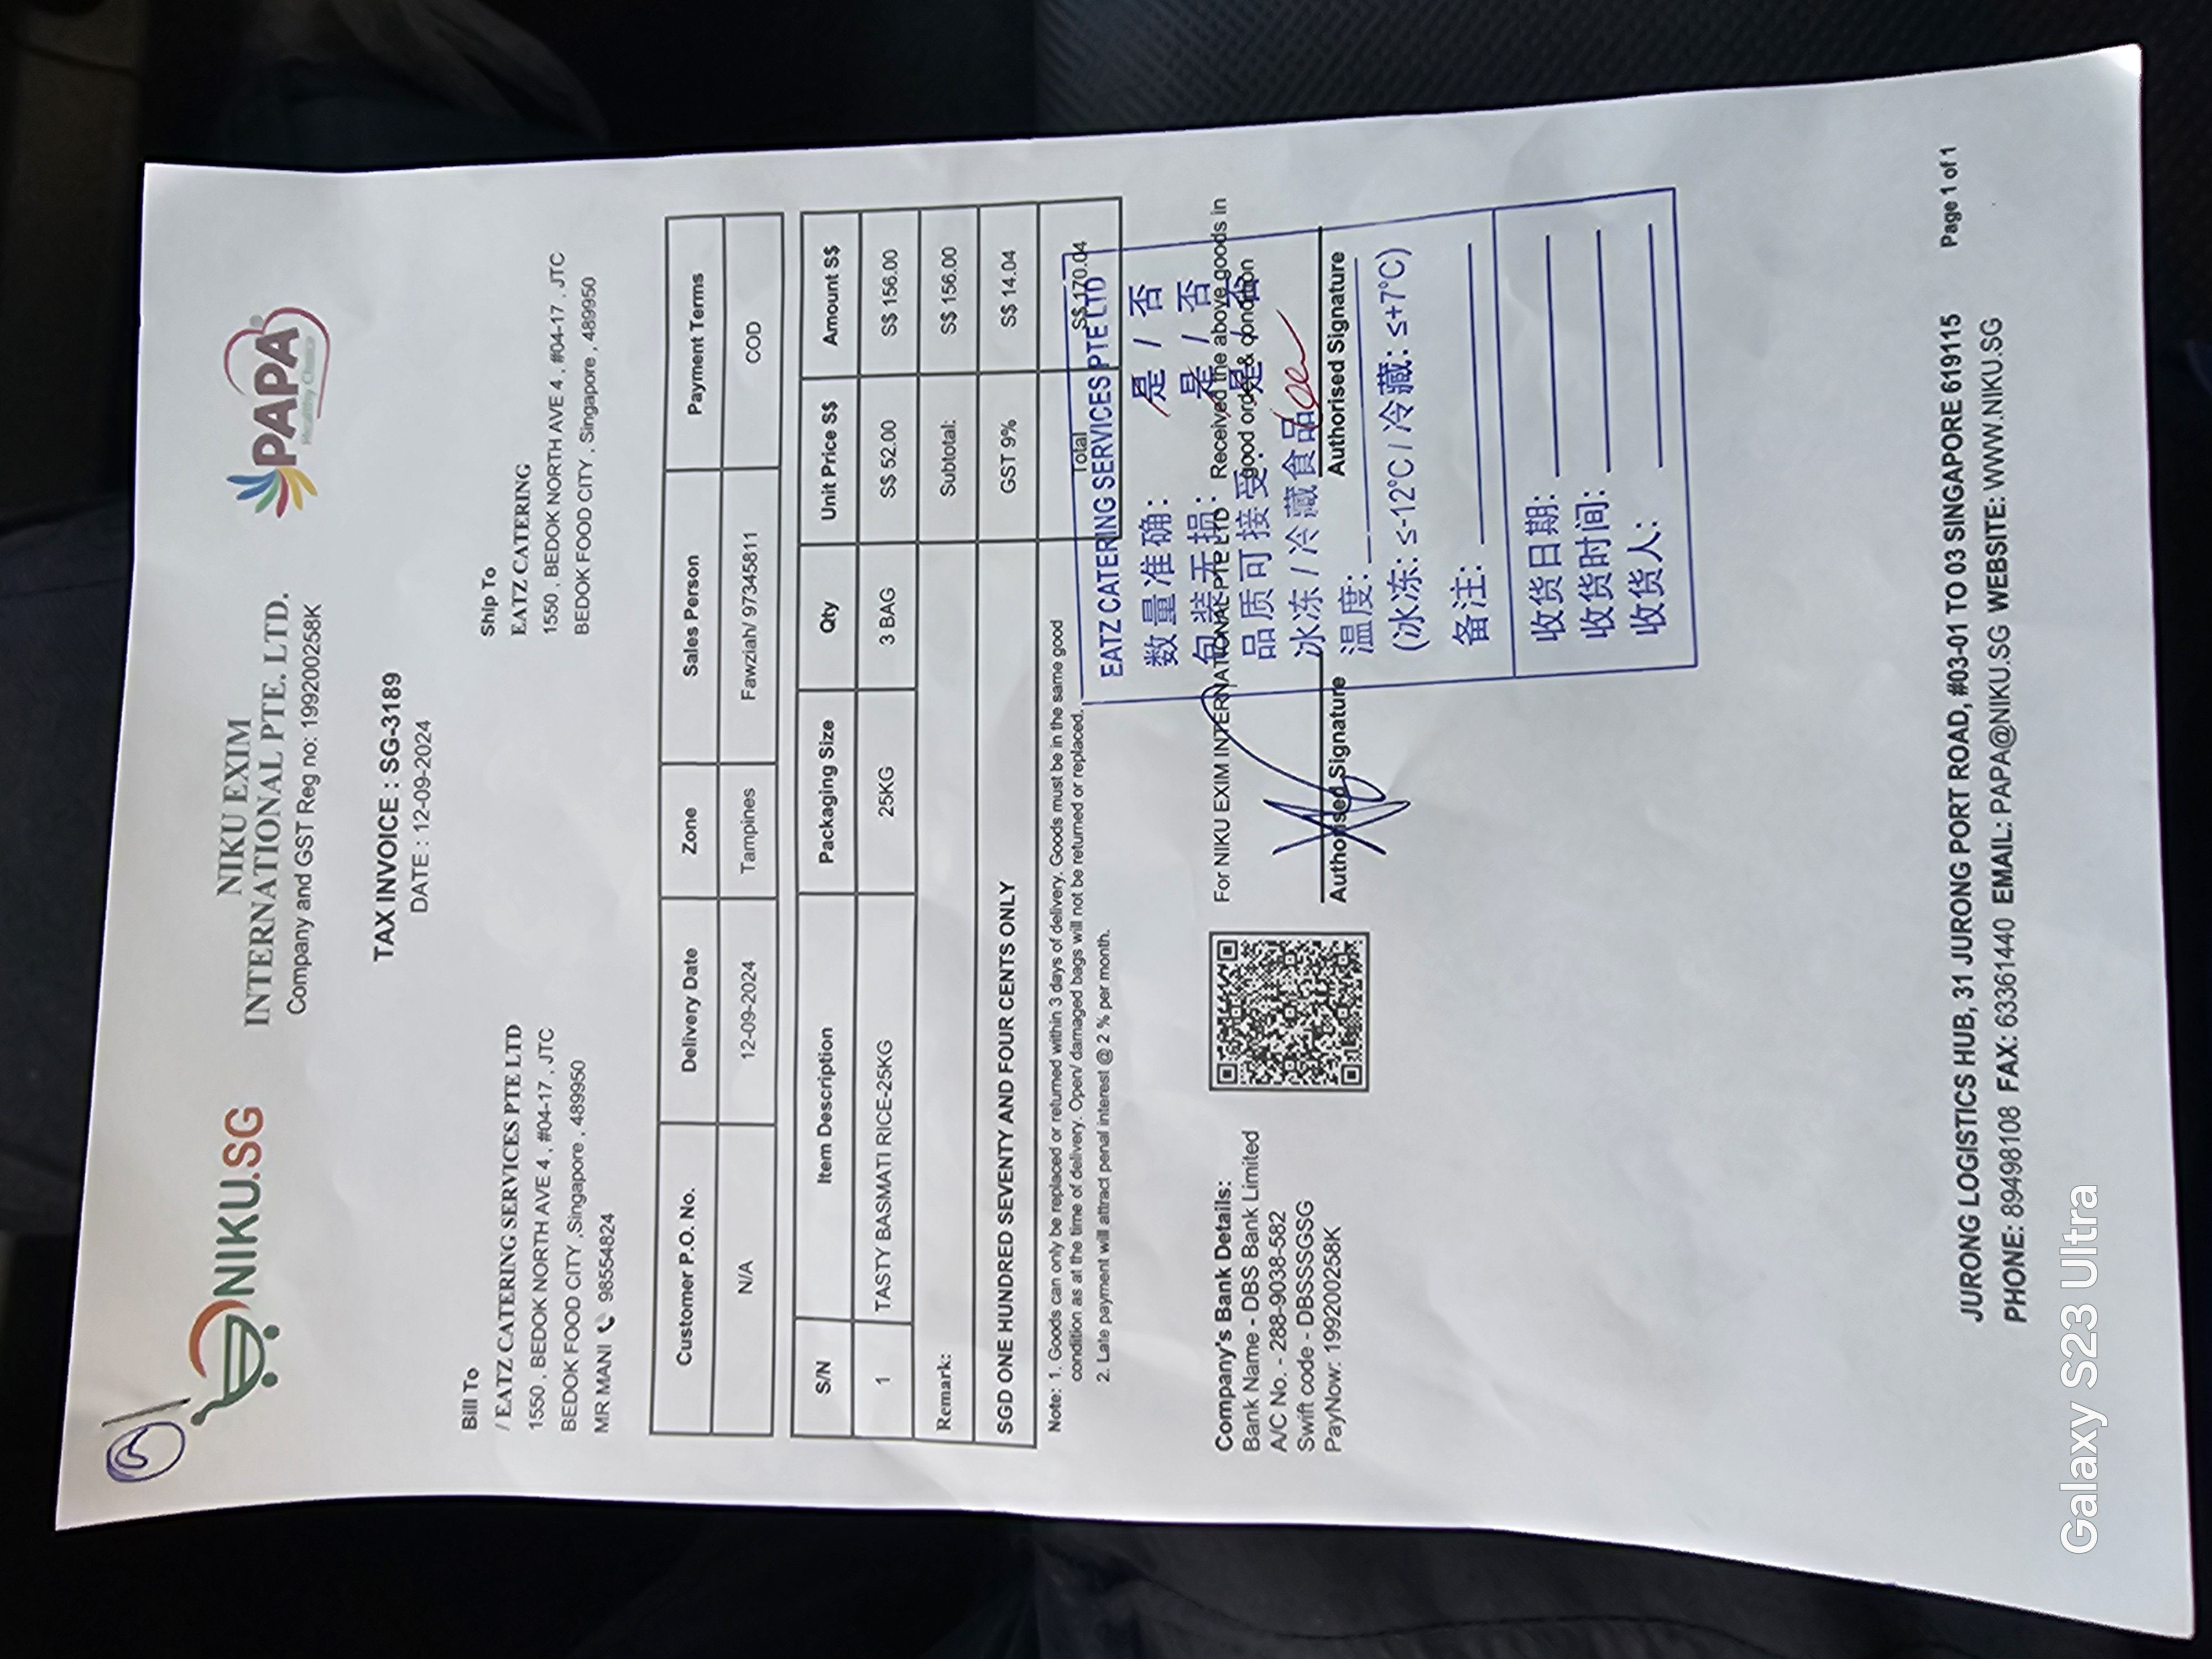 NIKU.SG
NIKU EXIM
INTERNATIONAL PTE. LTD.
Company and GST Reg no: 199200258K
PAPA®
Healthy Choice
TAX INVOICE : SG-3189
DATE : 12-09-2024
Bill To
/ EATZ CATERING SERVICES PTE LTD
1550 , BEDOK NORTH AVE 4 , #04-17 , JTC
BEDOK FOOD CITY ,Singapore , 489950
MR MANI 98554824
Ship To
EATZ CATERING
1550 , BEDOK NORTH AVE 4 , #04-17 , JTC
BEDOK FOOD CITY , Singapore , 489950
Customer P.O. No. Delivery Date Zone Sales Person Payment Terms
N/A 12-09-2024 Tampines Fawziah/ 97345811 COD
S/N Item Description Packaging Size Qty Unit Price S$ Amount S$
1 TASTY BASMATI RICE-25KG 25KG 3 BAG S$ 52.00 S$ 156.00
Remark: Subtotal: S$ 156.00
SGD ONE HUNDRED SEVENTY AND FOUR CENTS ONLY GST 9% S$ 14.04
Total S$ 170.04
Note: 1. Goods can only be replaced or returned within 3 days of delivery. Goods must be in the same good
condition as at the time of delivery. Open/ damaged bags will not be returned or replaced.
2. Late payment will attract penal interest @ 2 % per month.
Company's Bank Details:
Bank Name - DBS Bank Limited
A/C No. - 288-9038-582
Swift code - DBSSSGSG
PayNow: 199200258K
For NIKU EXIM INTERNATIONAL PTE LTD
Authorised Signature
Received the above goods in
good order & condition
Authorised Signature
EATZ CATERING SERVICES PTE LTD
数量准确: 是 / 否
包装无损: 是 / 否
品质可接受: 是 / 否
冰冻 / 冷藏食品
温度:
(冰冻: ≤-12°C / 冷藏: ≤+7°C)
备注:
收货日期:
收货时间:
收货人:
JURONG LOGISTICS HUB, 31 JURONG PORT ROAD, #03-01 TO 03 SINGAPORE 619115 Page 1 of 1
PHONE: 89498108 FAX: 63361440 EMAIL: PAPA@NIKU.SG WEBSITE: WWW.NIKU.SG
Galaxy S23 Ultra